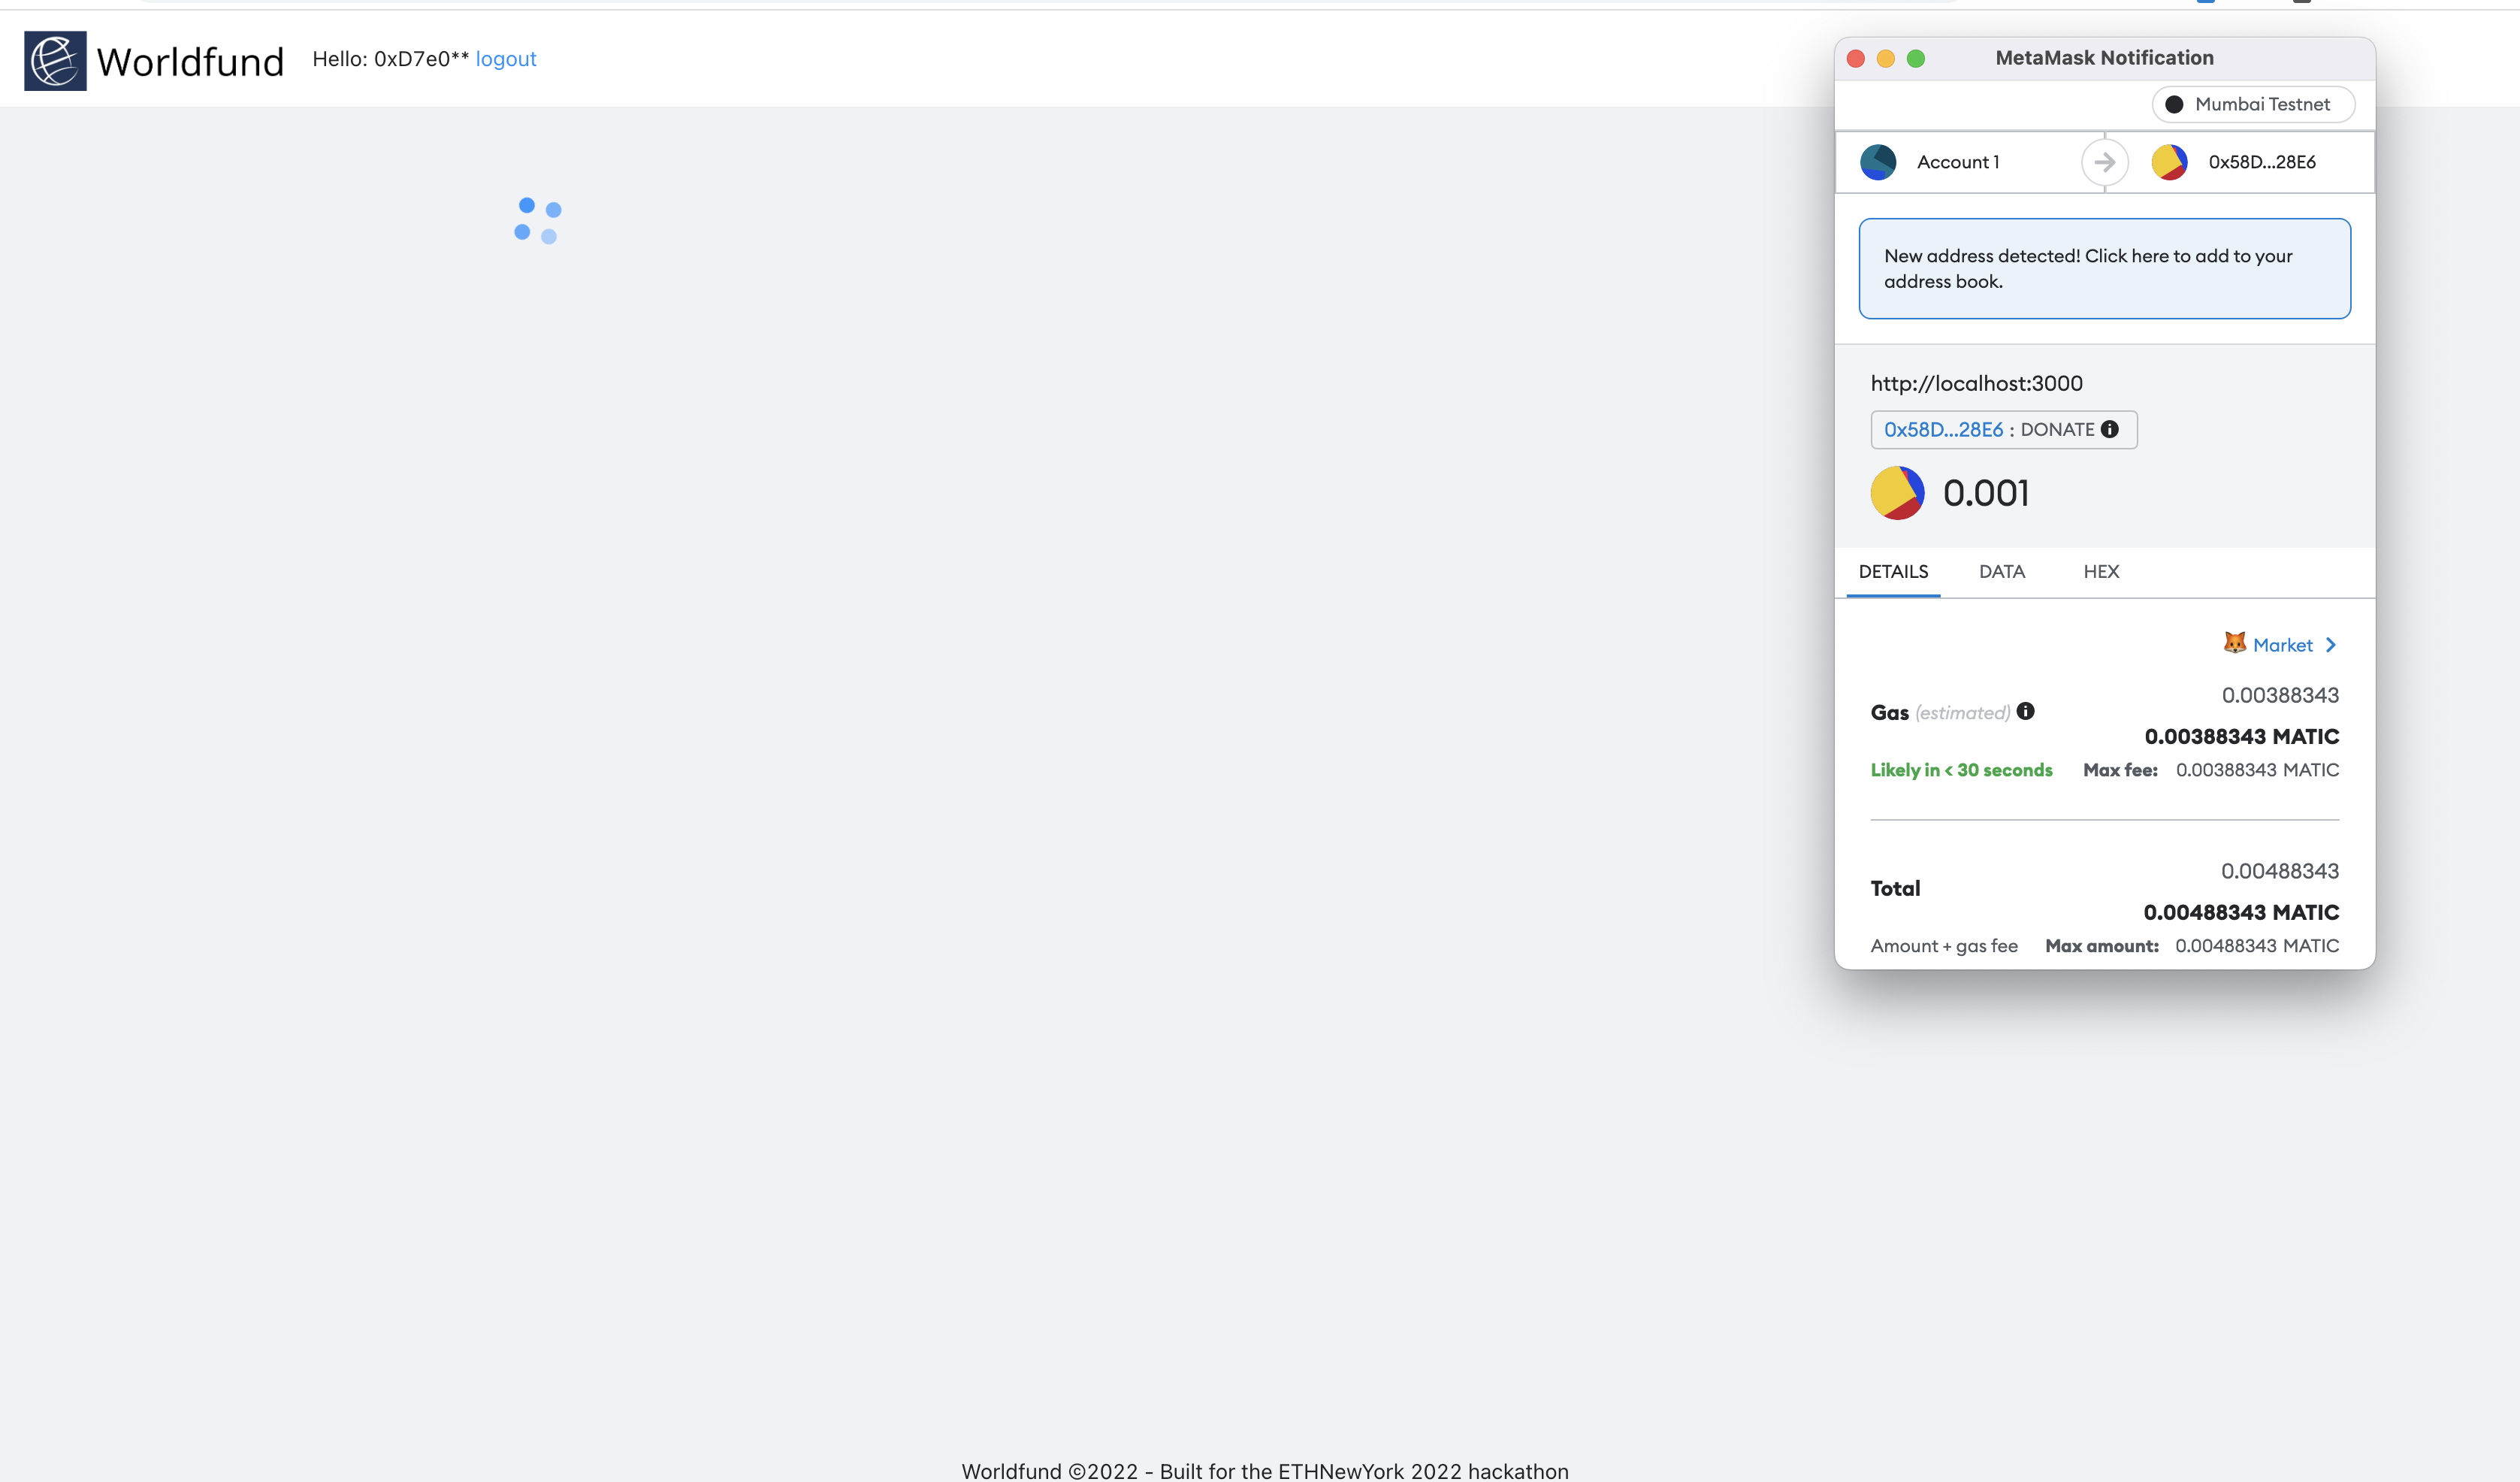 Worldfund
Hello: 0xD7e0** logout
MetaMask Notification
Mumbai Testnet
Account 1
0x58D...28E6
New address detected! Click here to add to your
address book.
http://localhost:3000
0x58D...28E6 : DONATE
0.001
DETAILS DATA HEX
Market
0.00388343
Gas (estimated)
0.00388343 MATIC
Likely in < 30 seconds Max fee: 0.00388343 MATIC
0.00488343
Total
0.00488343 MATIC
Amount + gas fee Max amount: 0.00488343 MATIC
Worldfund ©2022 - Built for the ETHNewYork 2022 hackathon